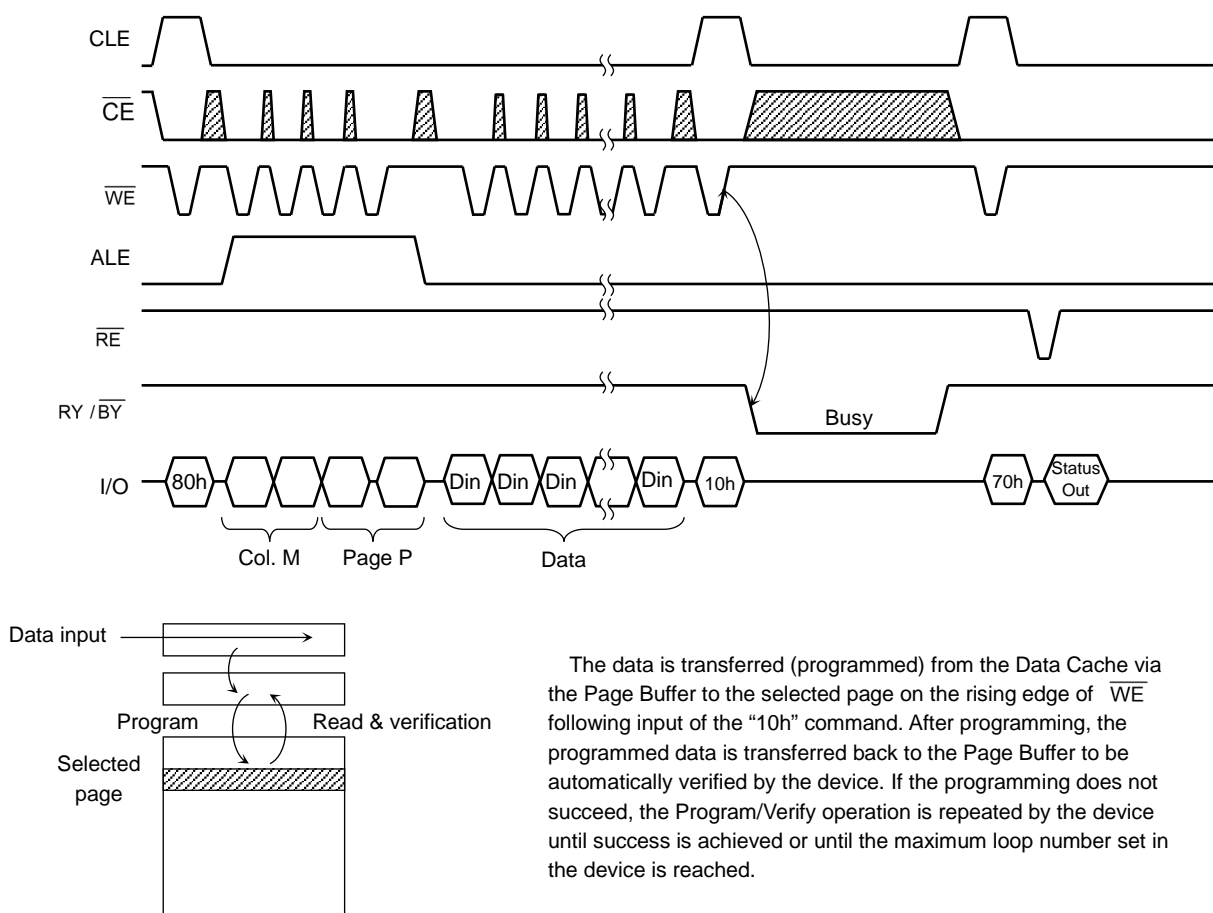 CLE
CE
WE
ALE
RE
RY / BY
Busy
I/O
80h
Din
Din
Din
Din
10h
70h
Status
Out
Col. M
Page P
Data
Data input
Program
Read & verification
Selected
page
The data is transferred (programmed) from the Data Cache via
the Page Buffer to the selected page on the rising edge of WE
following input of the “10h” command. After programming, the
programmed data is transferred back to the Page Buffer to be
automatically verified by the device. If the programming does not
succeed, the Program/Verify operation is repeated by the device
until success is achieved or until the maximum loop number set in
the device is reached.